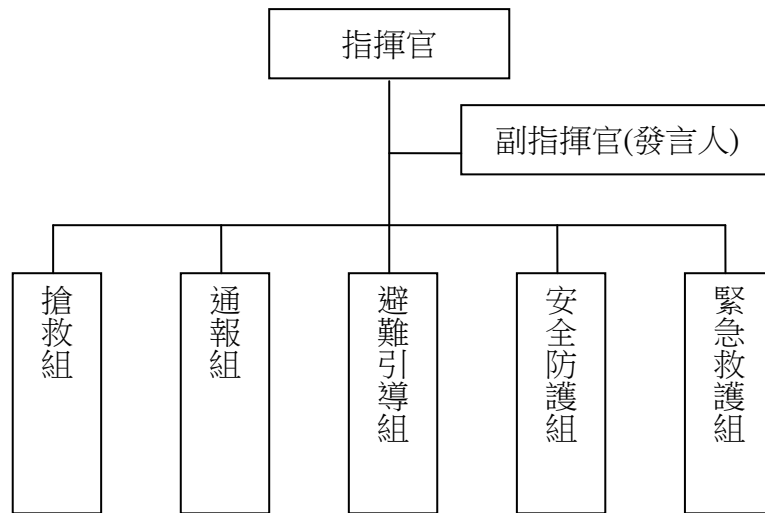 指揮官
副指揮官(發言人)
搶救組
通報組
避難引導組
安全防護組
緊急救護組